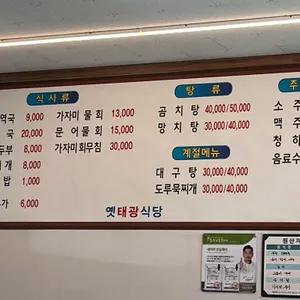 식사류
역국 9,000
국 20,000
두부 8,000
개 8,000
밥 1,000
가 6,000
가자미물회 13,000
문어물회 15,000
가자미회무침 30,000
탕류
곰치탕 40,000/50,000
망치탕 30,000/40,000
계절메뉴
대구탕 30,000/40,000
도루묵찌개 30,000/40,000
주
소주
맥주
청하
음료수
옛태광식당
원산지